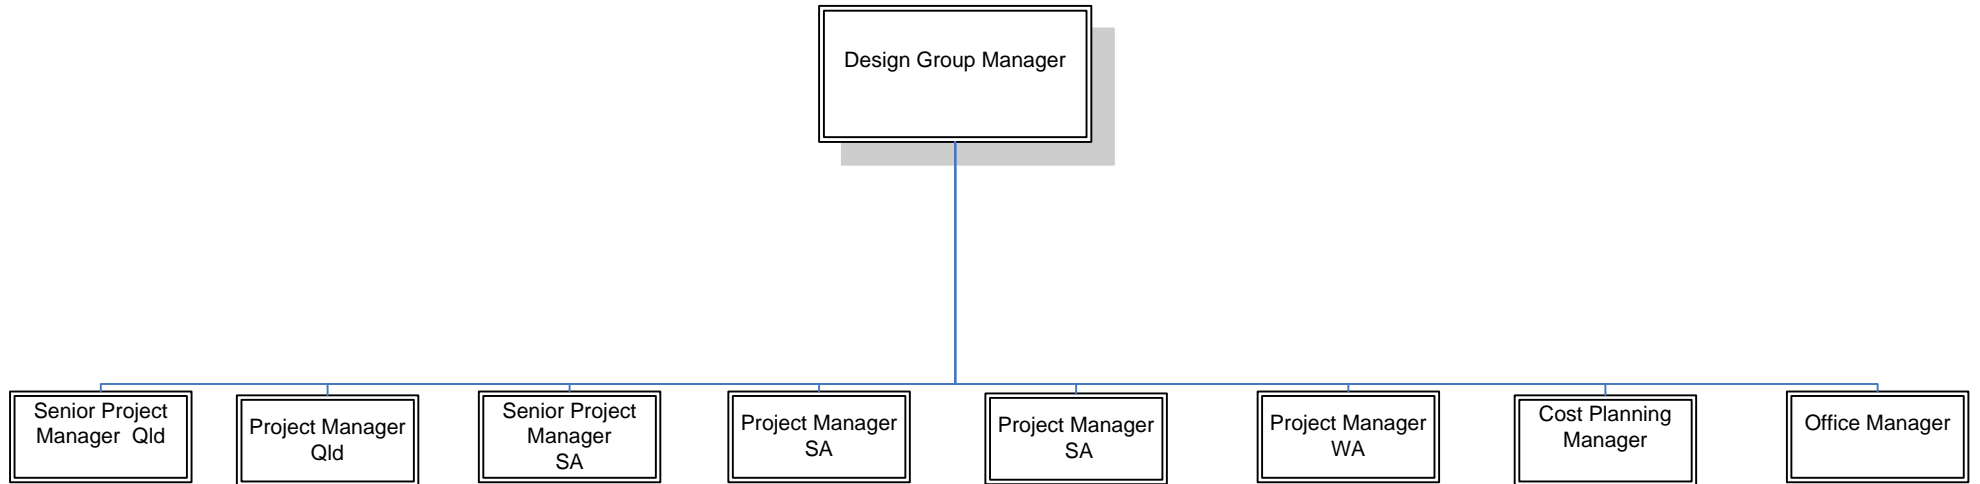 Design Group Manager
Senior Project
Manager  Qld
Project Manager
Qld
Senior Project
Manager
SA
Project Manager
SA
Project Manager
SA
Project Manager
WA
Cost Planning
Manager
Office Manager